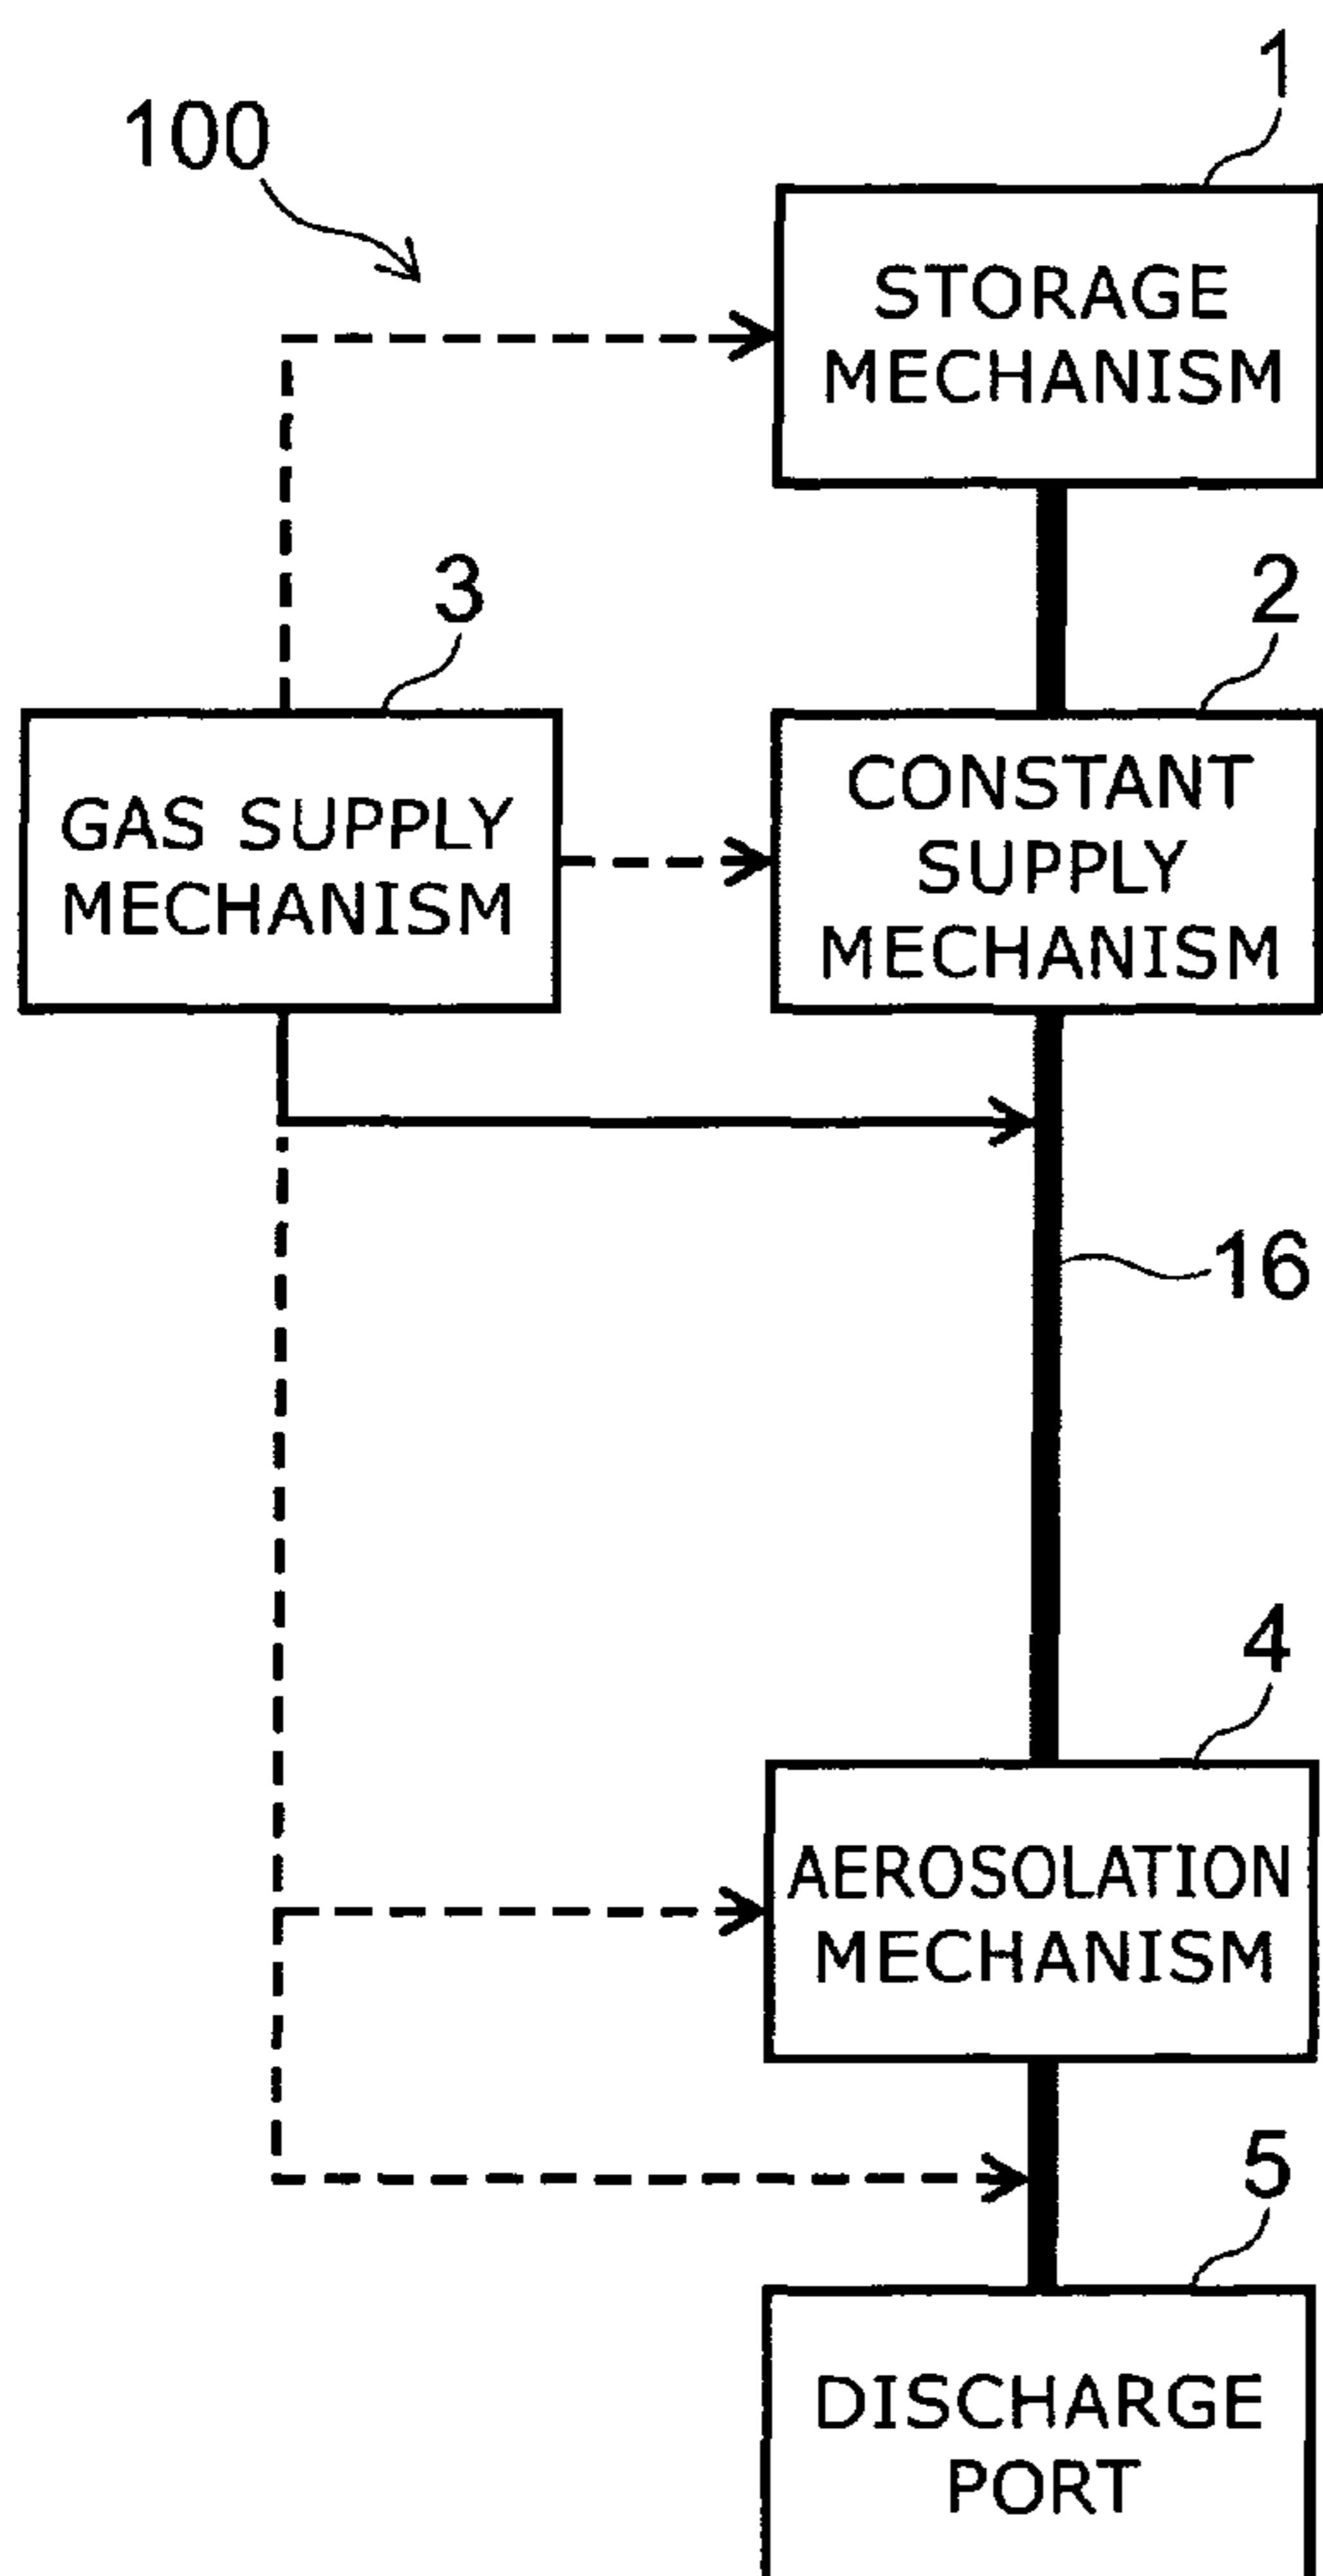 1
100
STORAGE
MECHANISM
3
2
GAS SUPPLY
MECHANISM
CONSTANT
SUPPLY
MECHANISM
16
4
AEROSOLATION
MECHANISM
5
DISCHARGE
PORT